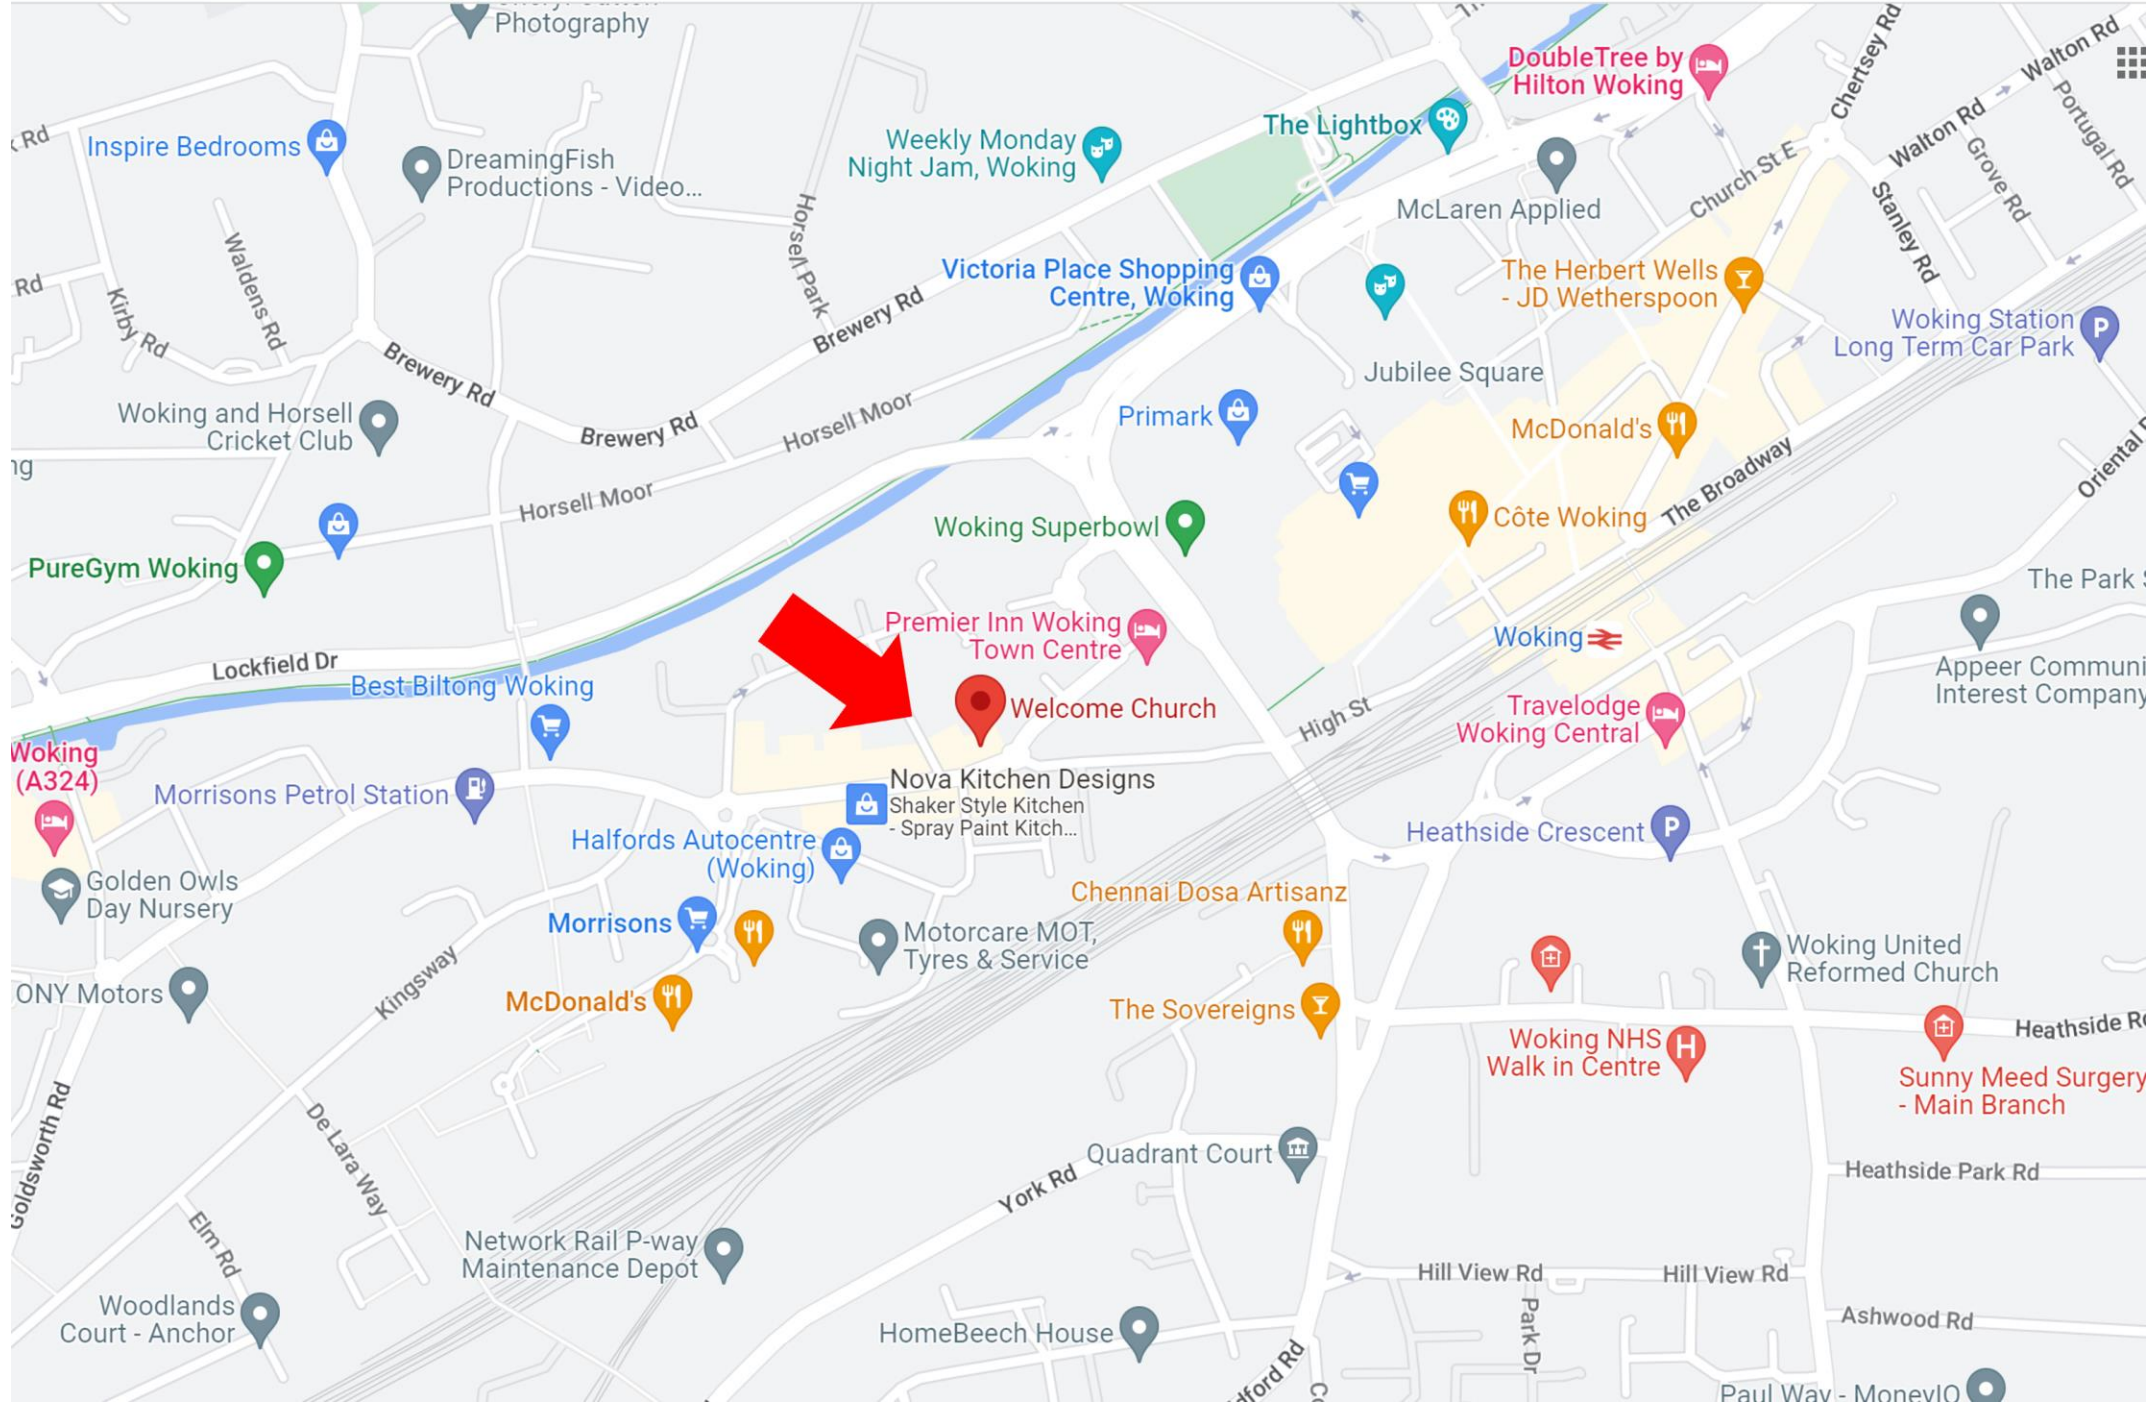 Photography
DoubleTree by
Hilton Woking
Chertsey Rd
Walton Rd
Inspire Bedrooms
DreamingFish
Productions - Video...
Weekly Monday
Night Jam, Woking
The Lightbox
McLaren Applied
Church St E
Walton Rd
Grove Rd
Portugal Rd
Stanley Rd
Rd
Rd
Waldens Rd
Kirby Rd
Horsell Park
Brewery Rd
Victoria Place Shopping
Centre, Woking
The Herbert Wells
- JD Wetherspoon
Woking Station
Long Term Car Park
Brewery Rd
Jubilee Square
Woking and Horsell
Cricket Club
Brewery Rd
Horsell Moor
Primark
McDonald's
The Broadway
Oriental
Horsell Moor
Woking Superbowl
Côte Woking
PureGym Woking
The Park
Premier Inn Woking
Town Centre
Woking
Lockfield Dr
Best Biltong Woking
Welcome Church
High St
Travelodge
Woking Central
Appeer Communi
Interest Company
Woking
(A324)
Morrisons Petrol Station
Nova Kitchen Designs
Shaker Style Kitchen
- Spray Paint Kitch...
Halfords Autocentre
(Woking)
Heathside Crescent
P
P
Golden Owls
Day Nursery
Chennai Dosa Artisanz
Morrisons
Motorcare MOT,
Tyres & Service
Woking United
Reformed Church
ONY Motors
Kingsway
McDonald's
The Sovereigns
Woking NHS
Walk in Centre
H
Heathside R
Sunny Meed Surgery
- Main Branch
Goldsworth Rd
De Lara Way
Quadrant Court
York Rd
Heathside Park Rd
Elm Rd
Network Rail P-way
Maintenance Depot
Hill View Rd
Hill View Rd
Woodlands
Court - Anchor
HomeBeech House
Park Dr
Ashwood Rd
dford Rd
Paul Way - MoneyIQ